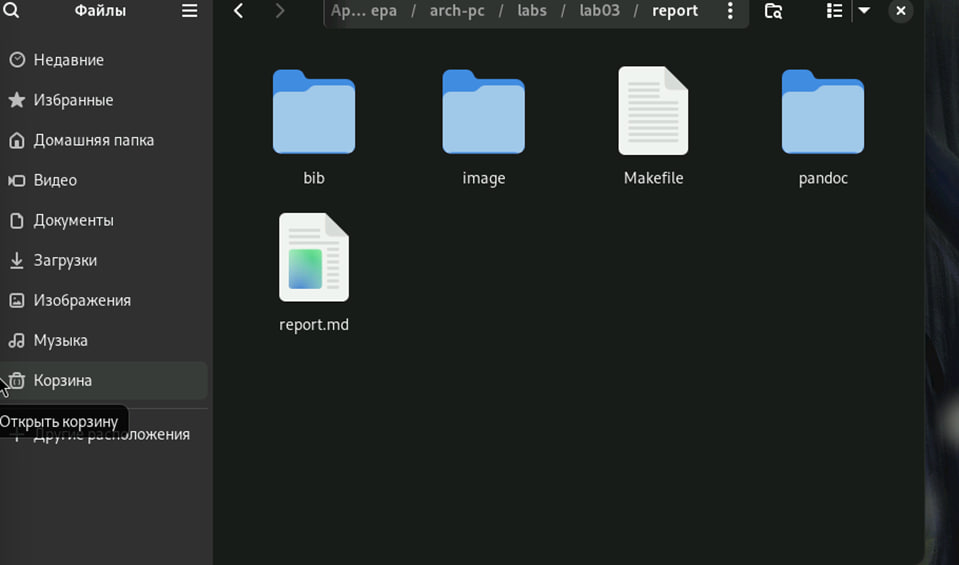 Файлы
Ap... ера / arch-pc / labs / lab03 / report
Недавние
Избранные
Домашняя папка
Видео
Документы
Загрузки
Изображения
Музыка
Корзина
Открыть корзину
Другие расположения
bib
image
Makefile
pandoc
report.md